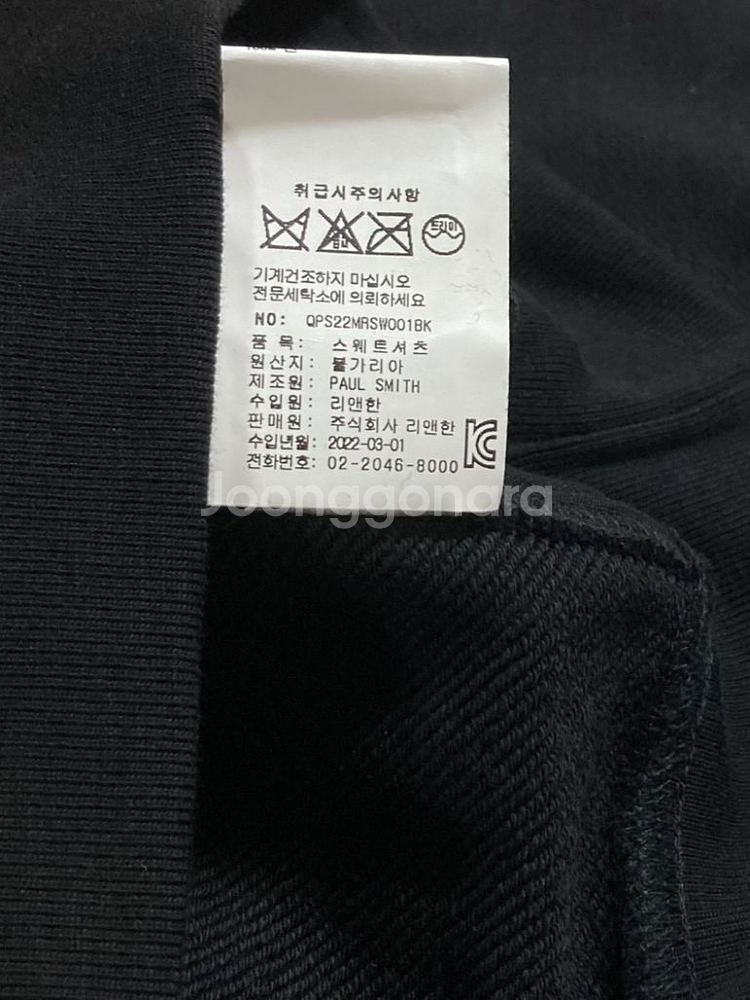 취급시주의사항
드라이
기계건조하지 마십시오
전문세탁소에 의뢰하세요
NO: QPS22MRSW001BK
품 목: 스웨트셔츠
원산지: 불가리아
제조원: PAUL SMITH
수입원: 리앤한
판매원: 주식회사 리앤한
수입년월: 2022-03-01
전화번호: 02-2046-8000
Joonggonara